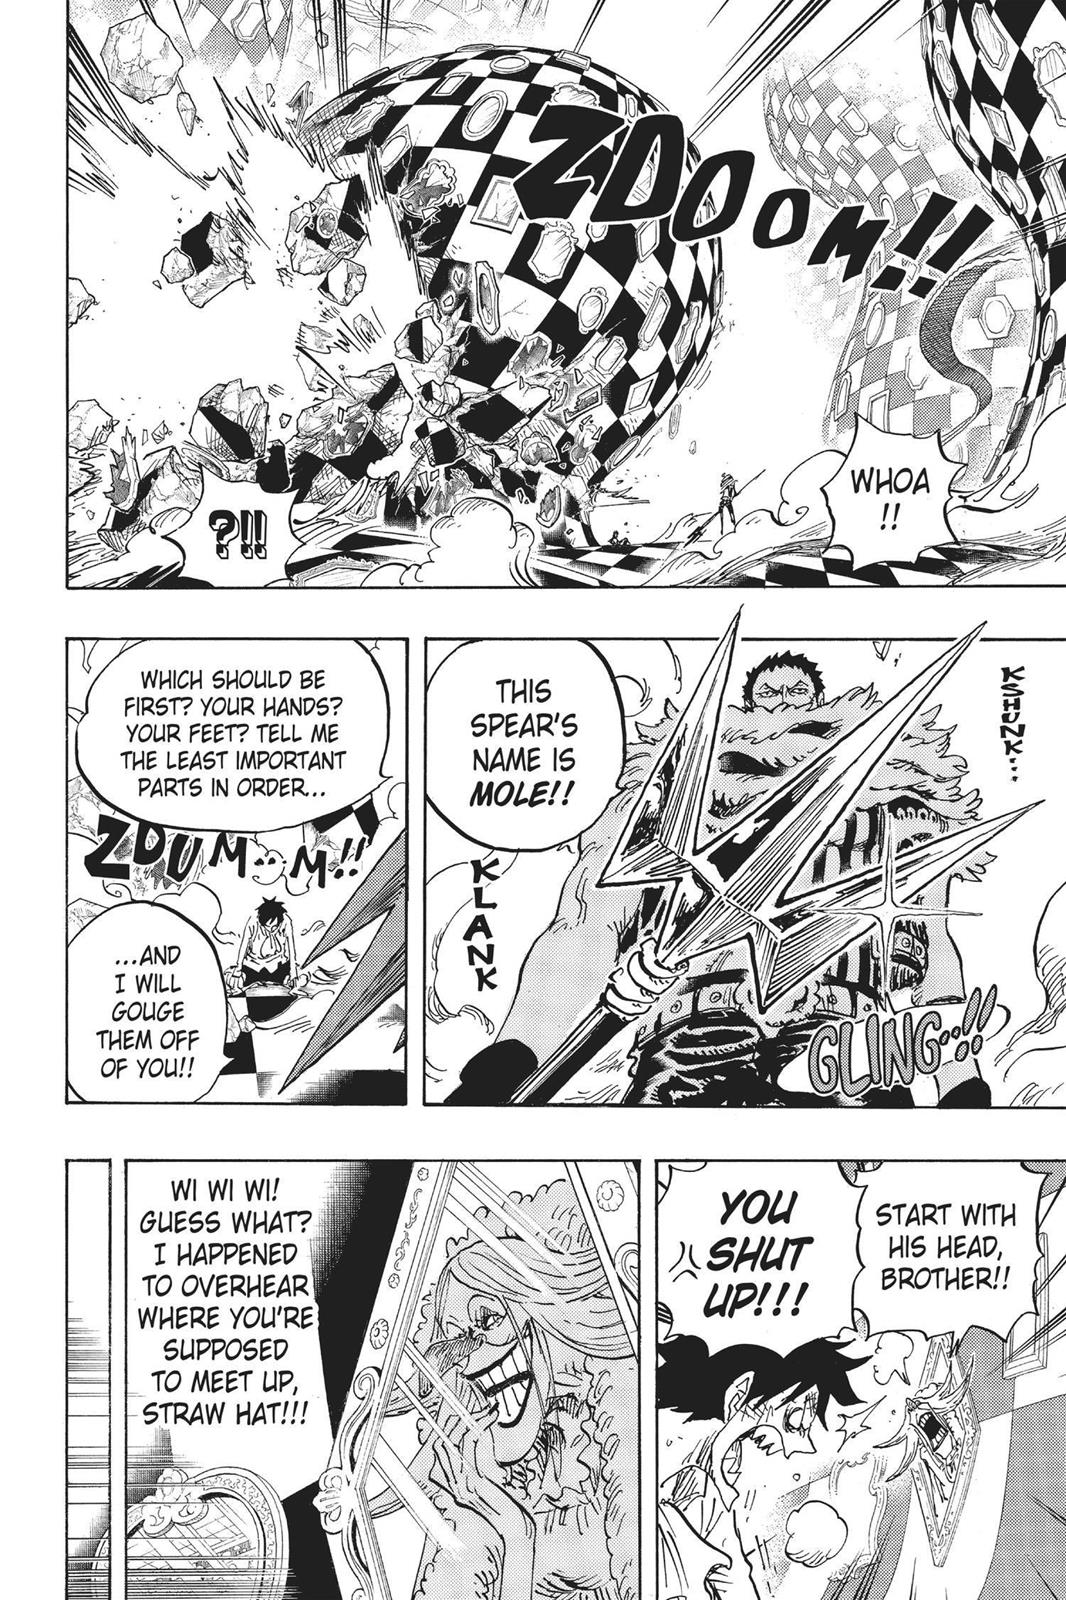 ZDOOM!!
WHOA
!!
?!!
KSHUNK...
THIS
SPEAR'S
NAME IS
MOLE!!
KLANK
GLING...!!
WHICH SHOULD BE
FIRST? YOUR HANDS?
YOUR FEET? TELL ME
THE LEAST IMPORTANT
PARTS IN ORDER...
ZDUM...M!!
...AND
I WILL
GOUGE
THEM OFF
OF YOU!!
START WITH
HIS HEAD,
BROTHER!!
YOU
SHUT
UP!!!
WI WI WI!
GUESS WHAT?
I HAPPENED
TO OVERHEAR
WHERE YOU'RE
SUPPOSED
TO MEET UP,
STRAW HAT!!!